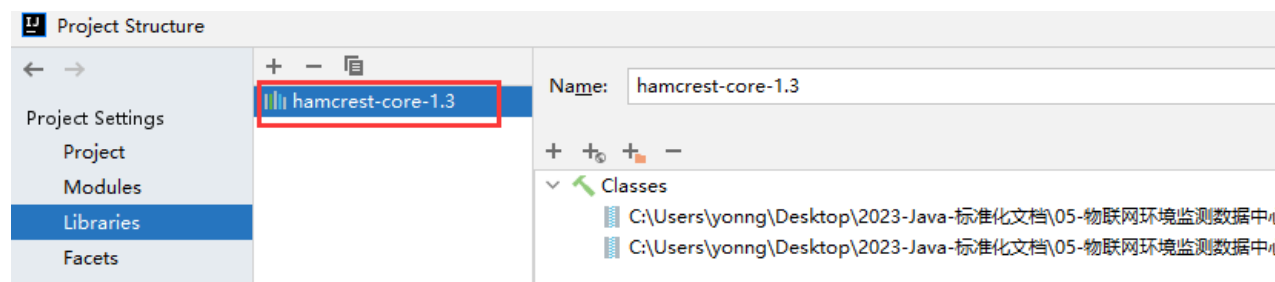 Project Structure
Project Settings
Project
Modules
Libraries
Facets
hamcrest-core-1.3
Name: hamcrest-core-1.3
Classes
C:\Users\yonng\Desktop\2023-Java-标准化文档\05-物联网环境监测数据中心
C:\Users\yonng\Desktop\2023-Java-标准化文档\05-物联网环境监测数据中心